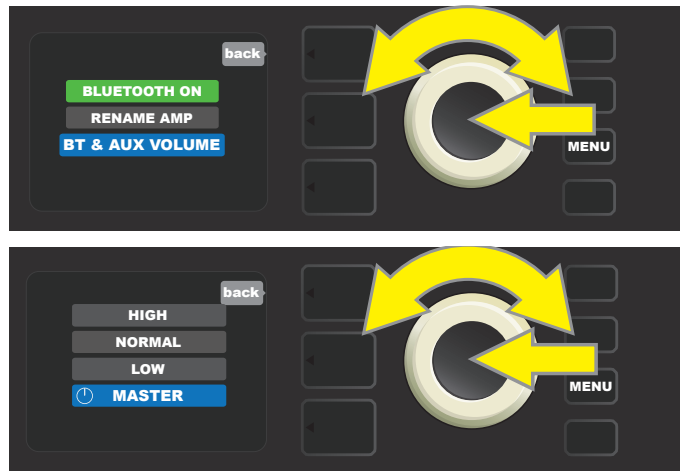 back
BLUETOOTH ON
RENAME AMP
BT & AUX VOLUME
MENU
back
HIGH
NORMAL
LOW
MASTER
MENU